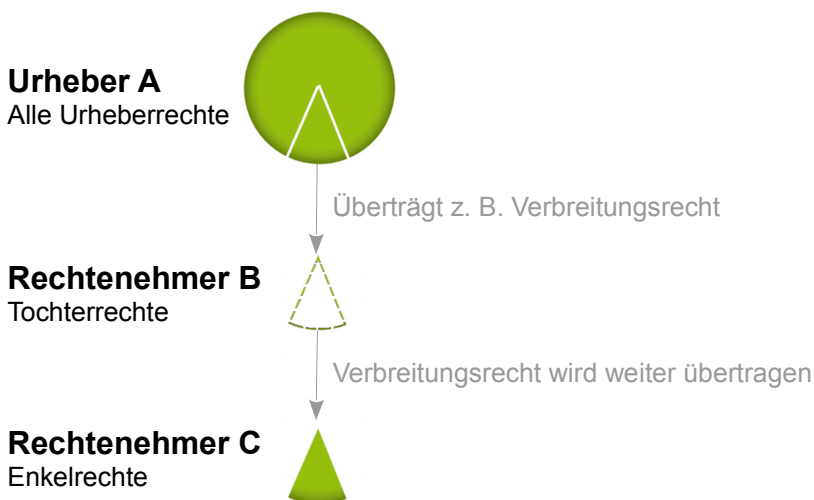 Urheber A
Alle Urheberrechte
Überträgt z. B. Verbreitungsrecht
Rechtenehmer B
Tochterrechte
Verbreitungsrecht wird weiter übertragen
Rechtenehmer C
Enkelrechte